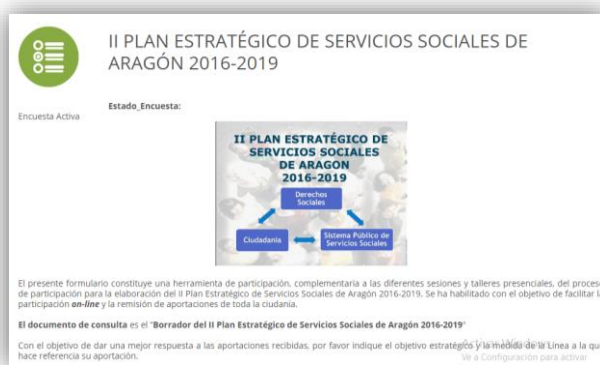 II PLAN ESTRATÉGICO DE SERVICIOS SOCIALES DE
ARAGÓN 2016-2019
Encuesta Activa
Estado_Encuesta:
II PLAN ESTRATÉGICO DE
SERVICIOS SOCIALES
DE ARAGON
2016-2019
Derechos
Sociales
Ciudadania
Sistema Público de
Servicios Sociales
El presente formulario constituye una herramienta de participación, complementaria a las diferentes sesiones y talleres presenciales, del proceso
de participación para la elaboración del II Plan Estratégico de Servicios Sociales de Aragón 2016-2019. Se ha habilitado con el objetivo de facilitar la
participación on-line y la remisión de aportaciones de toda la ciudania.
El documento de consulta es el "Borrador del II Plan Estratégico de Servicios Sociales de Aragón 2016-2019"
Con el objetivo de dar una mejor respuesta a las aportaciones recibidas, por favor indique el objetivo estratégico y la medida de la Línea a la que
hace referencia su aportación.
Ve a Configuración para activar